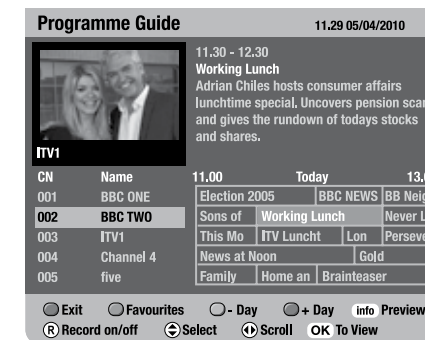 Programme Guide 11.29 05/04/2010
11.30 - 12.30
Working Lunch
Adrian Chiles hosts consumer affairs
lunchtime special. Uncovers pension scan
and gives the rundown of todays stocks
and shares.
ITV1
CN Name 11.00 Today 13.
001 BBC ONE Election 2005 BBC NEWS BB Neig
002 BBC TWO Sons of Working Lunch Never L
003 ITV1 This Mo ITV Luncht Lon Perseve
004 Channel 4 News at Noon Gold
005 five Family Home an Brainteaser
Exit Favourites - Day + Day info Preview
R Record on/off Select Scroll OK To View